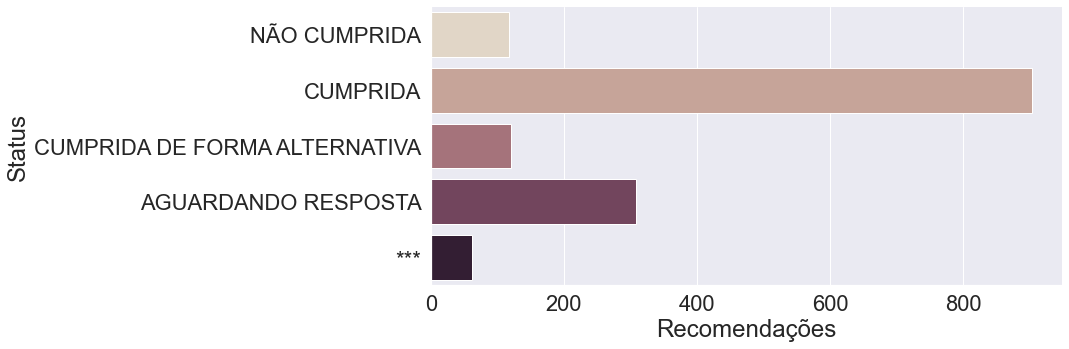 Status
NÃO CUMPRIDA
CUMPRIDA
CUMPRIDA DE FORMA ALTERNATIVA
AGUARDANDO RESPOSTA
***
0 200 400 600 800
Recomendações